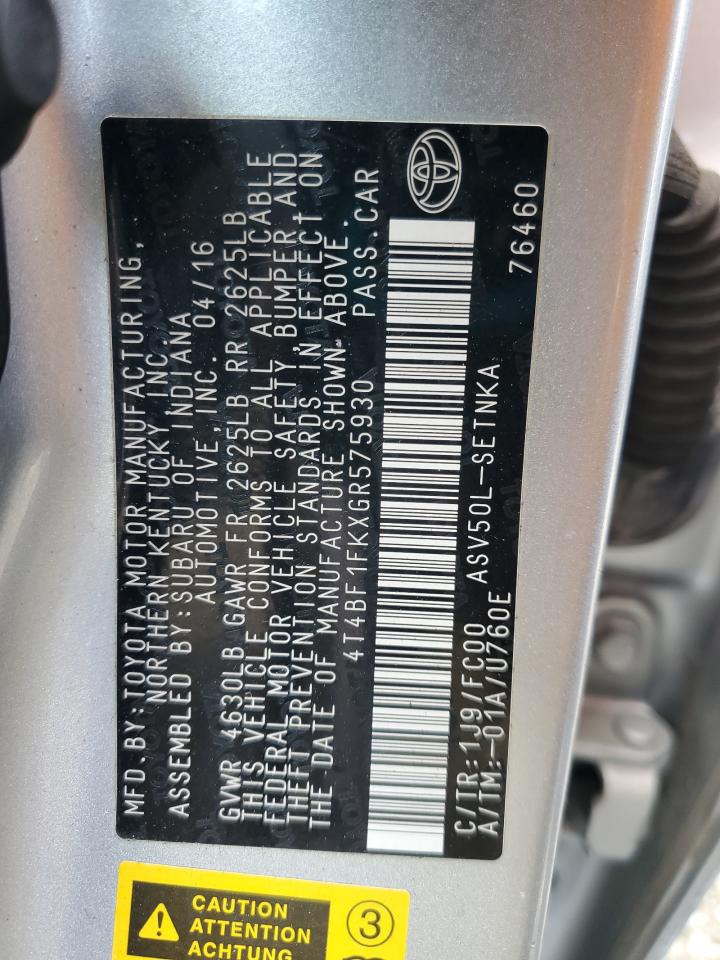 MFD.BY:TOYOTA MOTOR MANUFACTURING,
NORTHERN KENTUCKY, INC.
ASSEMBLED BY:SUBARU OF INDIANA
AUTOMOTIVE,INC. 04/16
GVWR 4630LB GAWR FR 2625LB RR 2625LB
THIS VEHICLE CONFORMS TO ALL APPLICABLE
FEDERAL MOTOR VEHICLE SAFETY, BUMPER AND
THEFT PREVENTION STANDARDS IN EFFECT ON
THE DATE OF MANUFACTURE SHOWN ABOVE.
4T4BF1FKXGR575930 PASS.CAR
C/TR:1J9/FC00 ASV50L-SETNKA
A/TM:-01A/U760E 76460
CAUTION
ATTENTION
ACHTUNG
3